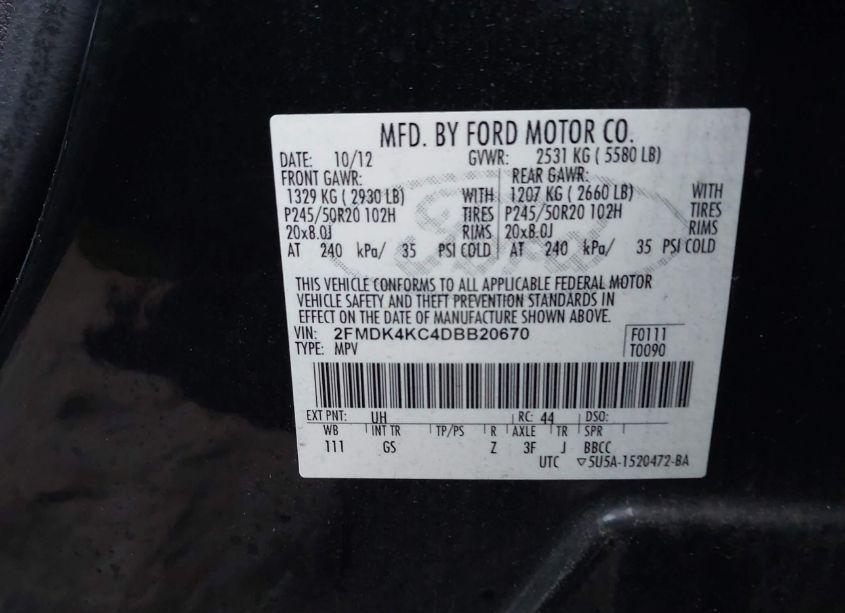 MFD. BY FORD MOTOR CO.
DATE: 10/12 GVWR: 2531 KG ( 5580 LB)
FRONT GAWR: REAR GAWR:
1329 KG ( 2930 LB) WITH 1207 KG ( 2660 LB) WITH
P245/50R20 102H TIRES P245/50R20 102H TIRES
20x8.0J RIMS 20x8.0J RIMS
AT 240 kPa/ 35 PSI COLD AT 240 kPa/ 35 PSI COLD
THIS VEHICLE CONFORMS TO ALL APPLICABLE FEDERAL MOTOR
VEHICLE SAFETY AND THEFT PREVENTION STANDARDS IN
EFFECT ON THE DATE OF MANUFACTURE SHOWN ABOVE.
VIN: 2FMDK4KC4DBB20670 F0111
TYPE: MPV T0090
EXT PNT: UH RC: 44 DSO:
WB INT TR TP/PS R AXLE TR SPR
111 GS Z 3F J BBCC
UTC ▽5U5A-1520472-BA